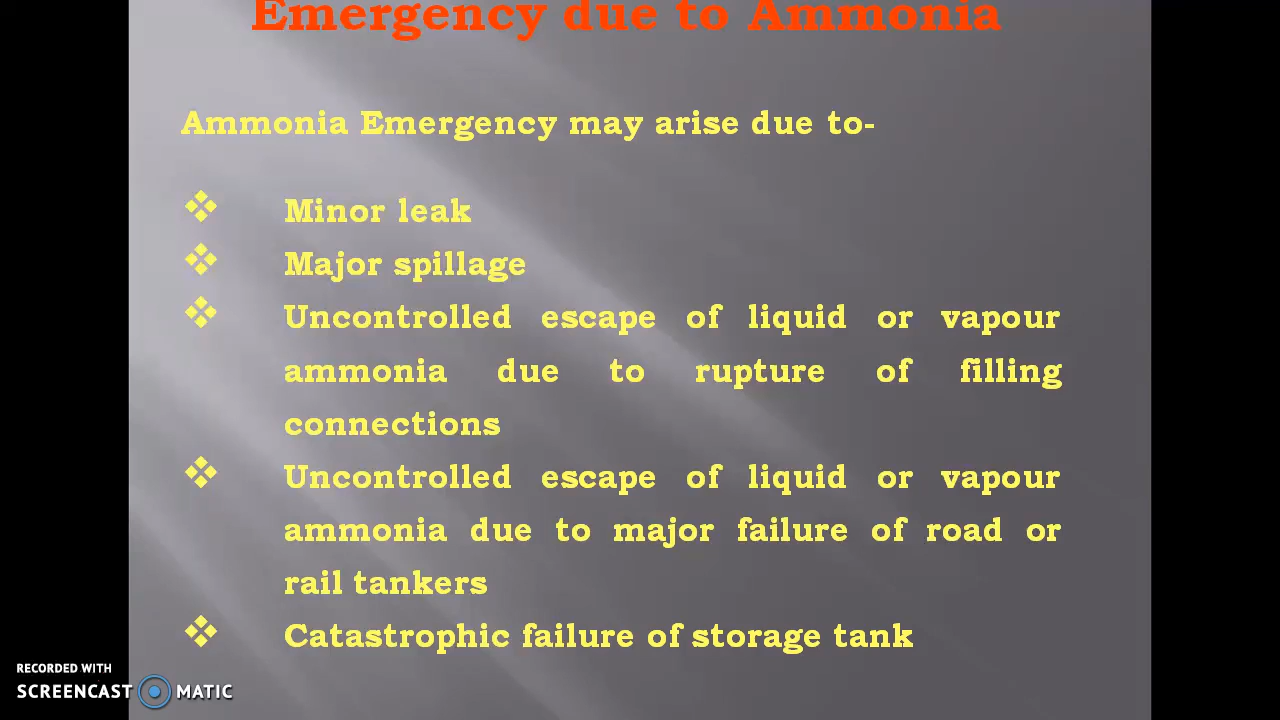 Emergency due to Ammonia
Ammonia Emergency may arise due to-
Minor leak
Major spillage
Uncontrolled escape of liquid or vapour
ammonia due to rupture of filling
connections
Uncontrolled escape of liquid or vapour
ammonia due to major failure of road or
rail tankers
Catastrophic failure of storage tank
RECORDED WITH
SCREENCAST MATIC